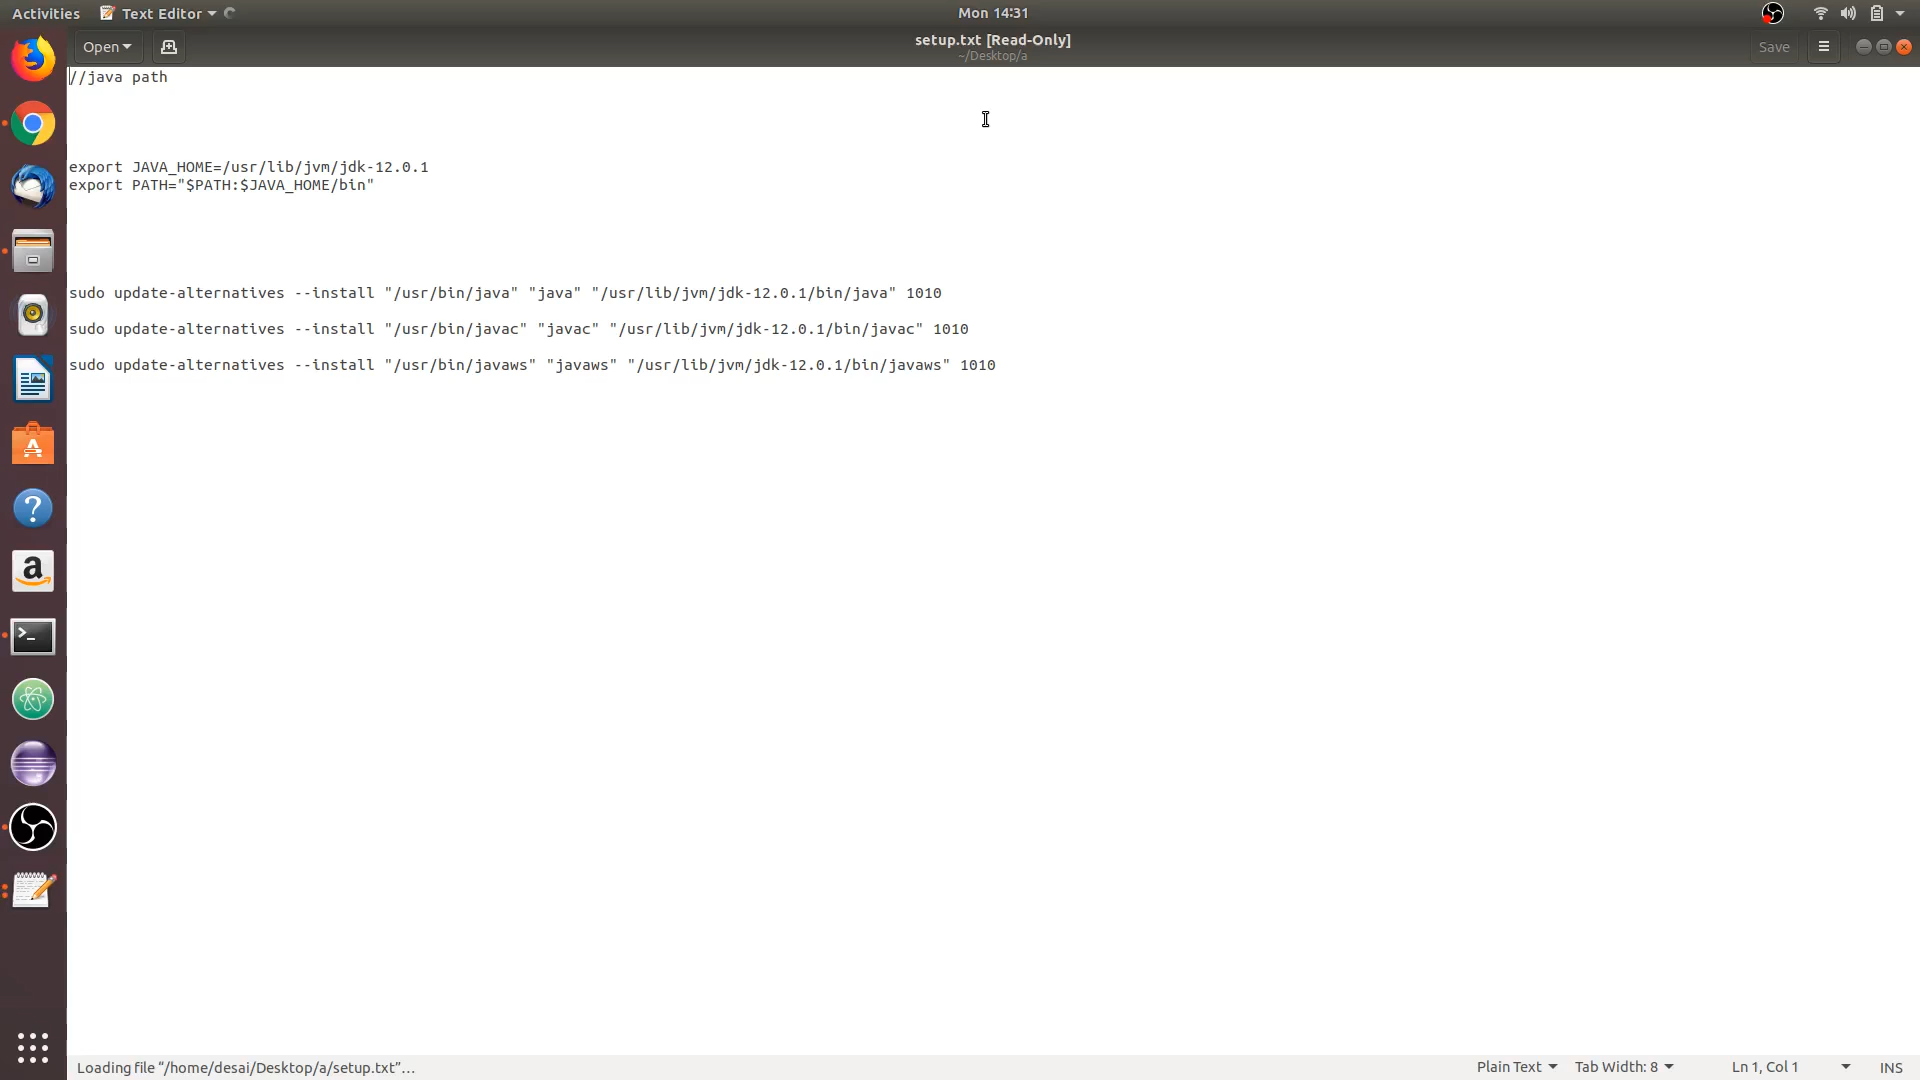 Activities
Text Editor
Mon 14:31
Open
setup.txt [Read-Only]
~/Desktop/a
Save
//java path
export JAVA_HOME=/usr/lib/jvm/jdk-12.0.1
export PATH="$PATH:$JAVA_HOME/bin"
sudo update-alternatives --install "/usr/bin/java" "java" "/usr/lib/jvm/jdk-12.0.1/bin/java" 1010
sudo update-alternatives --install "/usr/bin/javac" "javac" "/usr/lib/jvm/jdk-12.0.1/bin/javac" 1010
sudo update-alternatives --install "/usr/bin/javaws" "javaws" "/usr/lib/jvm/jdk-12.0.1/bin/javaws" 1010
Loading file “/home/desai/Desktop/a/setup.txt”…
Plain Text
Tab Width: 8
Ln 1, Col 1
INS